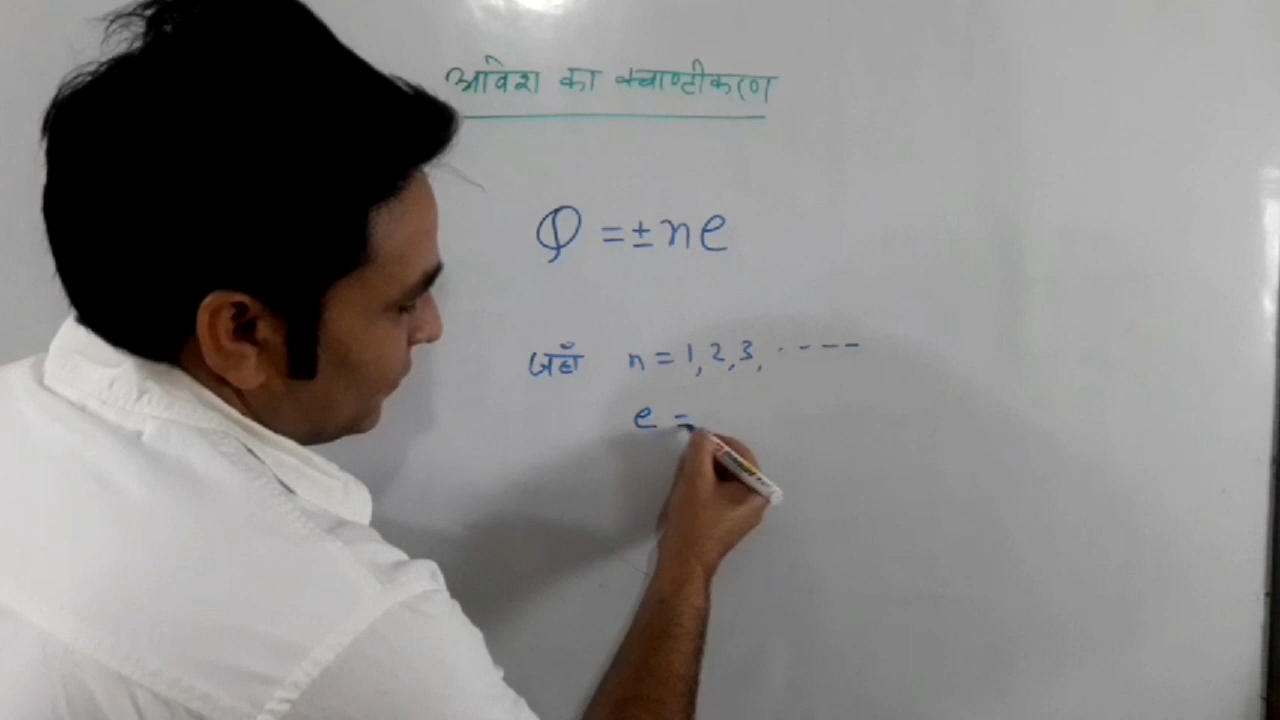 आवेश का क्वाण्टीकरण
Q = ± ne
जहाँ n = 1, 2, 3, . - - - -
e =